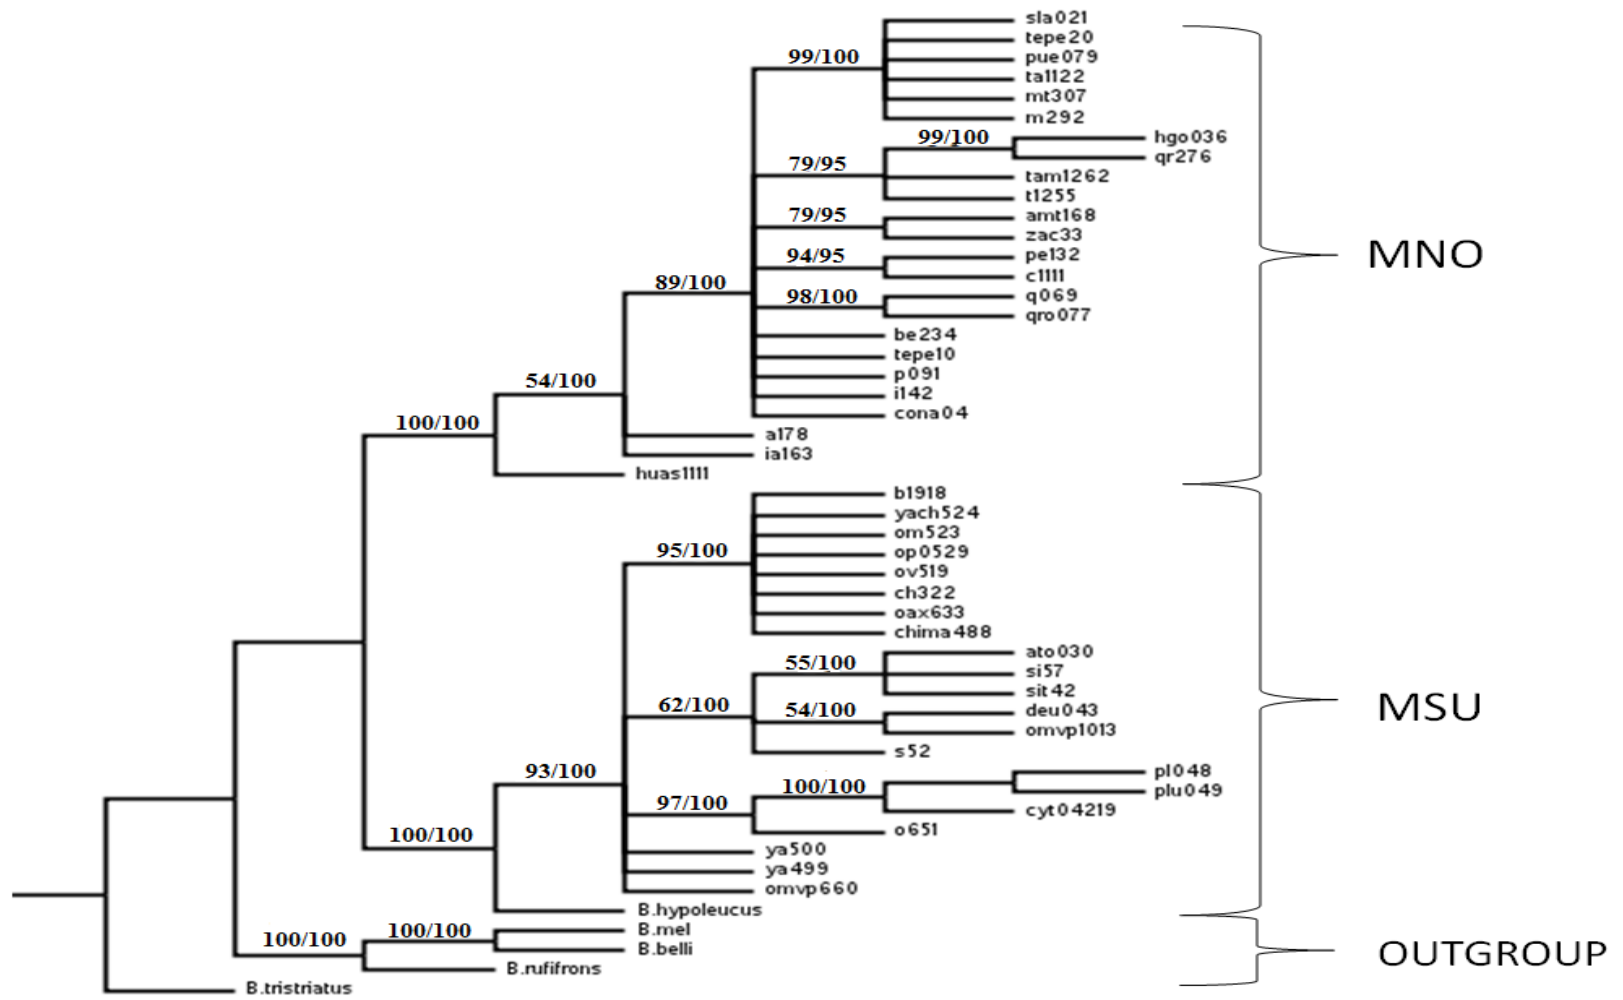 sla021
tepe20
99/100
pue079
ta1122
mt307
m292
99/100
hgo036
qr276
79/95
tam1262
t1255
79/95
amt168
zac33
94/95
pe132
MNO
c1111
89/100
98/100
q069
qro077
be234
tepe10
p091
54/100
i142
cona04
100/100
a178
ia163
huas1111
b1918
yach524
om523
95/100
op0529
ov519
ch322
oax633
chima488
ato030
55/100
si57
sit42
62/100
54/100
deu043
MSU
omvp1013
s52
93/100
pl048
100/100
plu049
97/100
cyt04219
o651
100/100
ya500
ya499
omvp660
B.hypoleucus
100/100
B.mel
100/100
B.belli
OUTGROUP
B.rufifrons
B.tristriatus